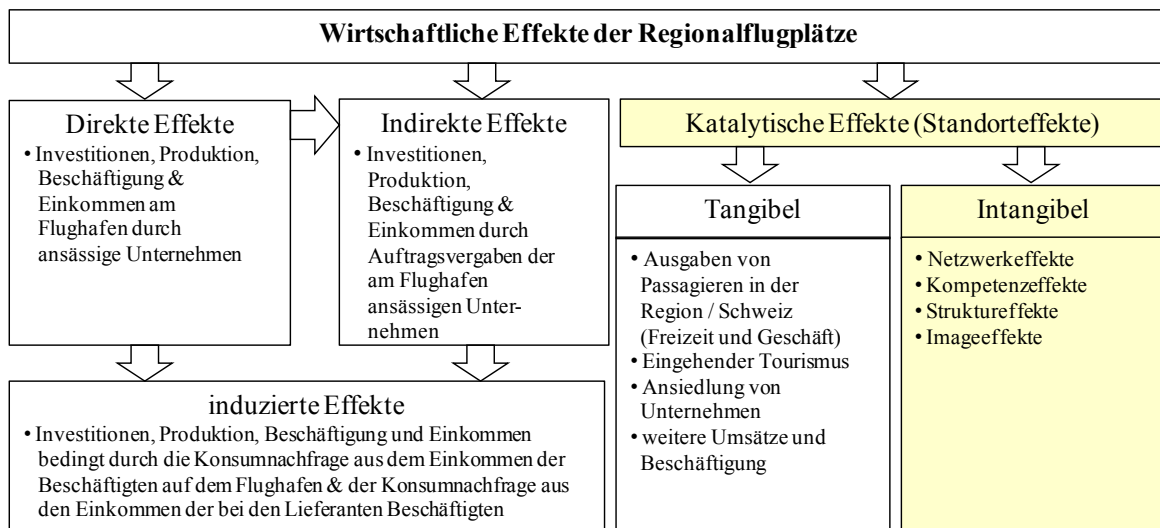 Wirtschaftliche Effekte der Regionalflugplätze
Direkte Effekte
• Investitionen, Produktion,
Beschäftigung &
Einkommen am
Flughafen durch
ansässige Unternehmen
Indirekte Effekte
• Investitionen,
Produktion,
Beschäftigung &
Einkommen durch
Auftragsvergaben der
am Flughafen
ansässigen Unter-
nehmen
induzierte Effekte
• Investitionen, Produktion, Beschäftigung und Einkommen
bedingt durch die Konsumnachfrage aus dem Einkommen der
Beschäftigten auf dem Flughafen & der Konsumnachfrage aus
den Einkommen der bei den Lieferanten Beschäftigten
Katalytische Effekte (Standorteffekte)
Tangibel
• Ausgaben von
Passagieren in der
Region / Schweiz
(Freizeit und Geschäft)
• Eingehender Tourismus
• Ansiedlung von
Unternehmen
• weitere Umsätze und
Beschäftigung
Intangibel
• Netzwerkeffekte
• Kompetenzeffekte
• Struktureffekte
• Imageeffekte